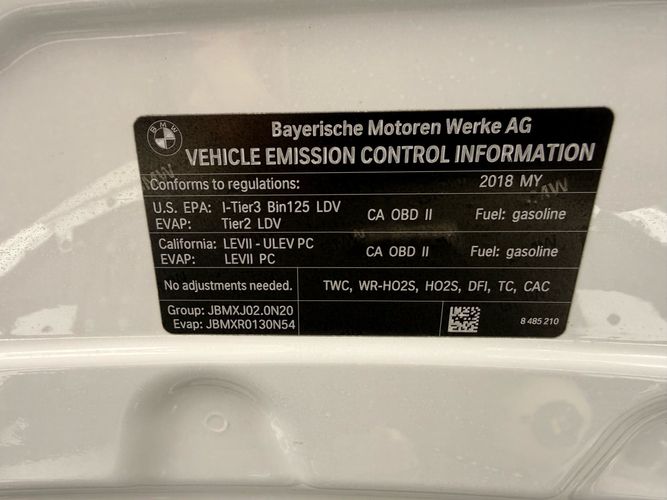 BMW
Bayerische Motoren Werke AG
VEHICLE EMISSION CONTROL INFORMATION
Conforms to regulations: 2018 MY
U.S. EPA: I-Tier3 Bin125 LDV CA OBD II Fuel: gasoline
EVAP: Tier2 LDV
California: LEVII - ULEV PC CA OBD II Fuel: gasoline
EVAP: LEVII PC
No adjustments needed. TWC, WR-HO2S, HO2S, DFI, TC, CAC
Group: JBMXJ02.0N20
Evap: JBMXR0130N54
8 485 210